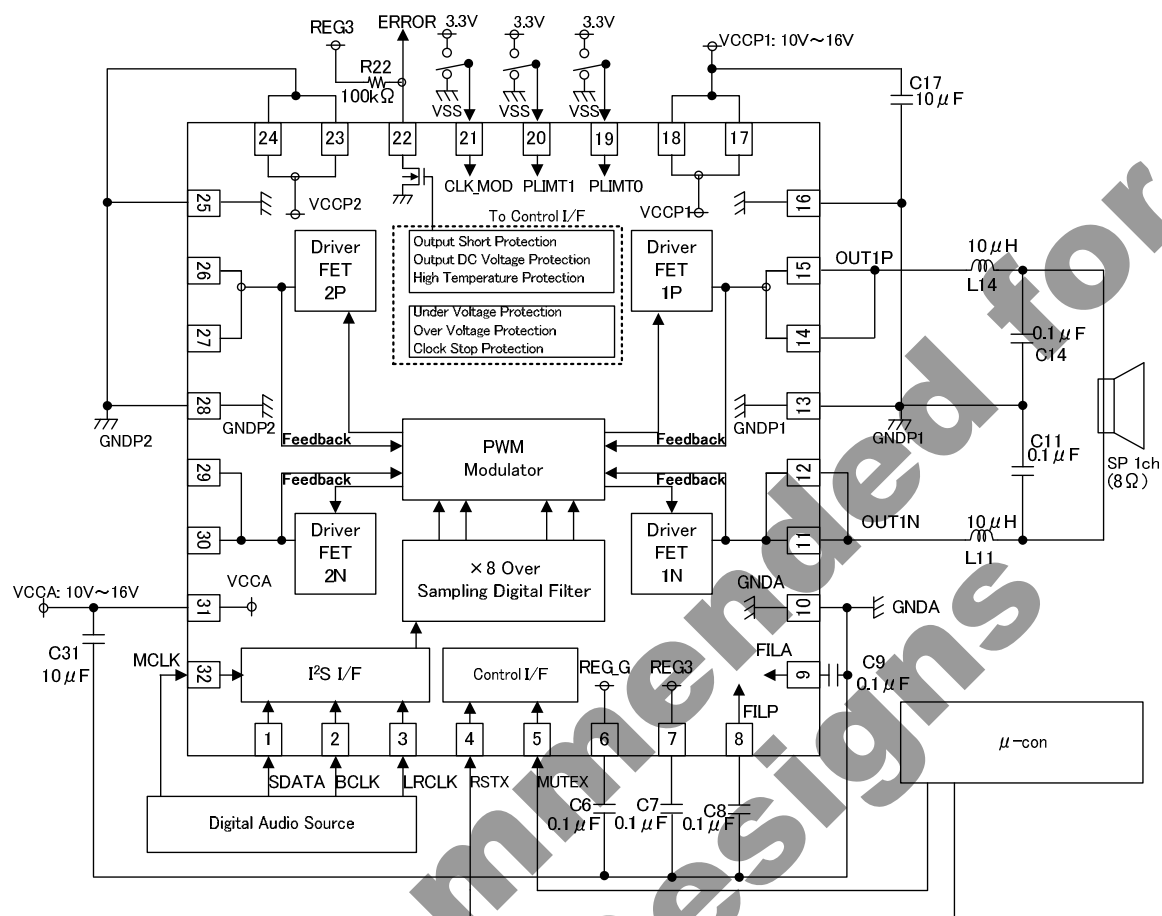 ERROR
3.3V
3.3V
3.3V
REG3
VCCP1: 10V～16V
R22
100kΩ
C17
10μF
VSS
VSS
VSS
24
23
22
21
20
19
18
17
CLK_MOD
PLIMT1
PLIMT0
VCCP2
VCCP1
25
16
To Control I/F
Output Short Protection
Output DC Voltage Protection
High Temperature Protection
Under Voltage Protection
Over Voltage Protection
Clock Stop Protection
Driver
FET
2P
Driver
FET
1P
26
15
OUT1P
10μH
L14
27
14
0.1μF
C14
28
13
GNDP2
GNDP2
GNDP1
GNDP1
Feedback
Feedback
PWM
Modulator
C11
0.1μF
SP 1ch
(8Ω)
29
12
Feedback
Feedback
30
11
OUT1N
10μH
L11
Driver
FET
2N
Driver
FET
1N
×8 Over
Sampling Digital Filter
VCCA: 10V～16V
VCCA
31
GNDA
10
GNDA
C31
10μF
MCLK
32
I²S I/F
Control I/F
REG_G
REG3
FILA
9
C9
0.1μF
FILP
1
2
3
4
5
6
7
8
μ-con
SDATA
BCLK
LRCLK
RSTX
MUTEX
Digital Audio Source
C6
0.1μF
C7
0.1μF
C8
0.1μF
mmended for
esigns